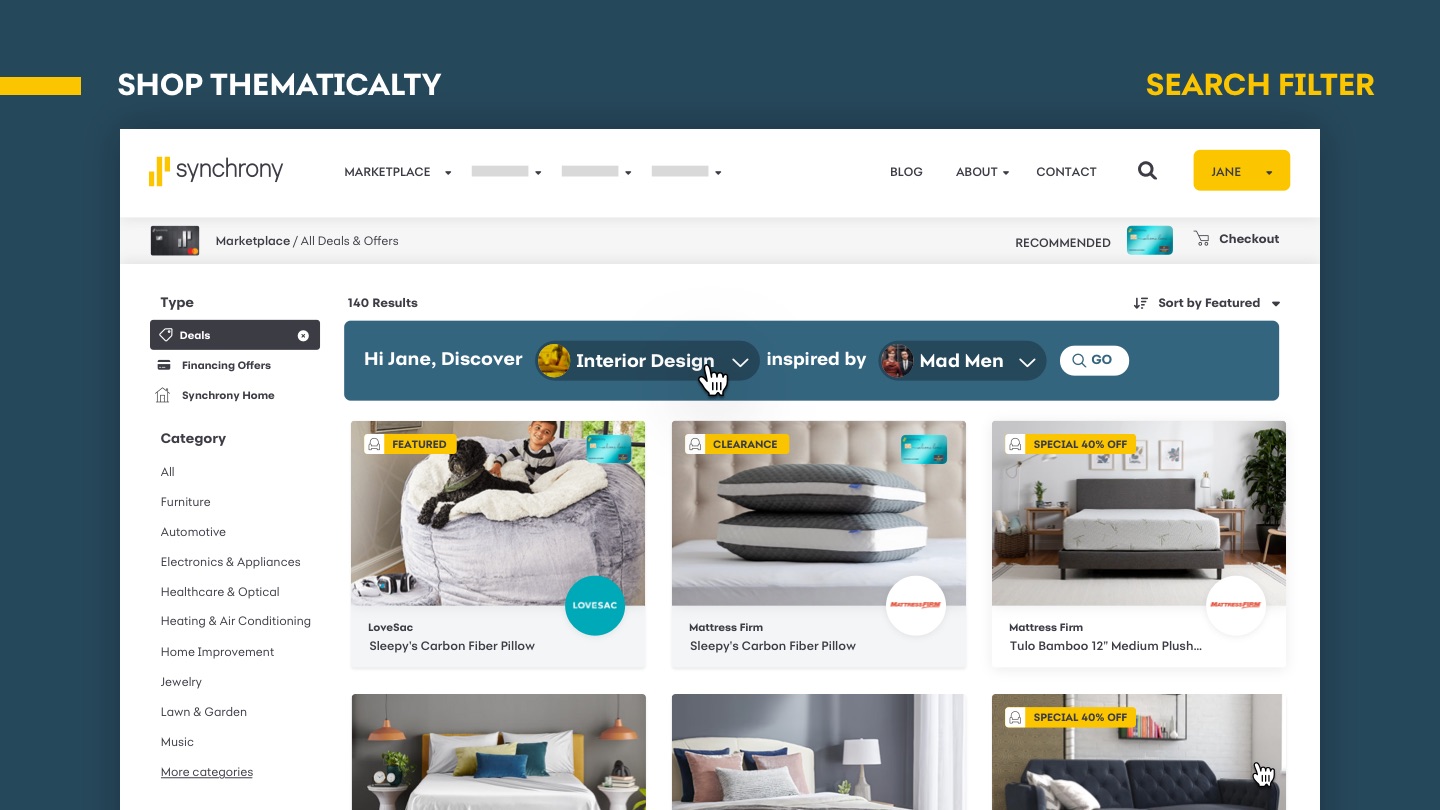 SHOP THEMATICALTY
SEARCH FILTER
synchrony
MARKETPLACE
BLOG
ABOUT
CONTACT
JANE
Marketplace / All Deals & Offers
RECOMMENDED
Checkout
Type
Deals
Financing Offers
Synchrony Home
Category
All
Furniture
Automotive
Electronics & Appliances
Healthcare & Optical
Heating & Air Conditioning
Home Improvement
Jewelry
Lawn & Garden
Music
More categories
140 Results
Sort by Featured
Hi Jane, Discover Interior Design inspired by Mad Men GO
FEATURED
LOVESAC
LoveSac
Sleepy's Carbon Fiber Pillow
CLEARANCE
MATTRESS FIRM
Mattress Firm
Sleepy's Carbon Fiber Pillow
SPECIAL 40% OFF
MATTRESS FIRM
Mattress Firm
Tulo Bamboo 12" Medium Plush...
SPECIAL 40% OFF